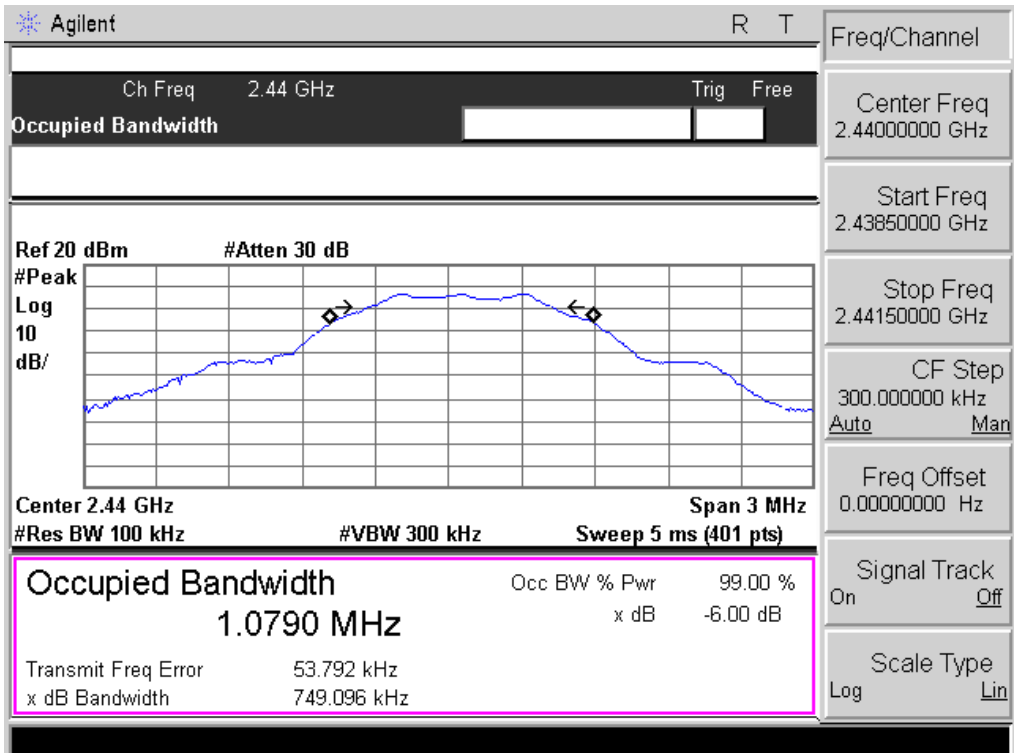 Agilent R T
Freq/Channel
Ch Freq 2.44 GHz Trig Free
Occupied Bandwidth
Center Freq
2.44000000 GHz
Start Freq
2.43850000 GHz
Stop Freq
2.44150000 GHz
CF Step
300.000000 kHz
Auto Man
Freq Offset
0.00000000 Hz
Signal Track
On Off
Scale Type
Log Lin
Ref 20 dBm #Atten 30 dB
#Peak
Log
10
dB/
Center 2.44 GHz Span 3 MHz
#Res BW 100 kHz #VBW 300 kHz Sweep 5 ms (401 pts)
Occupied Bandwidth Occ BW % Pwr 99.00 %
1.0790 MHz x dB -6.00 dB
Transmit Freq Error 53.792 kHz
x dB Bandwidth 749.096 kHz